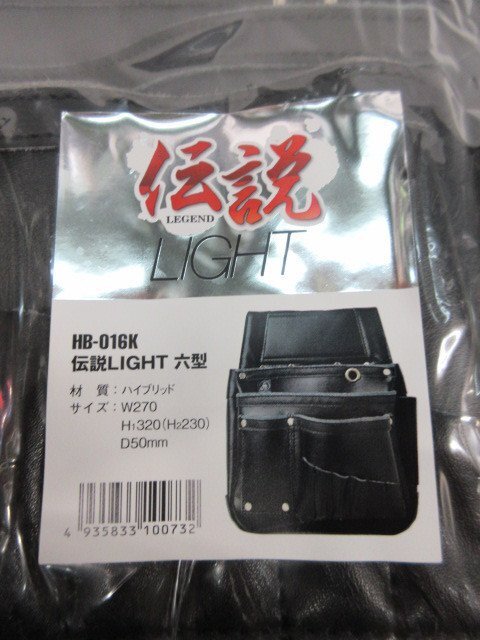 伝説
LEGEND
LIGHT
HB-016K
伝説LIGHT 六型
材 質：ハイブリッド
サイズ：W270
H1320(H2230)
D50mm
4 935833 100732